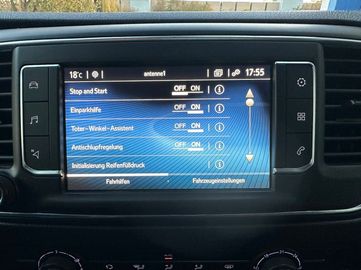 18°C antenne1 17:55
Stop and Start OFF ON
Einparkhilfe OFF ON
Toter-Winkel-Assistent OFF ON
Antischlupfregelung OFF ON
Initialisierung Reifenfülldruck
Fahrhilfen Fahrzeugeinstellungen